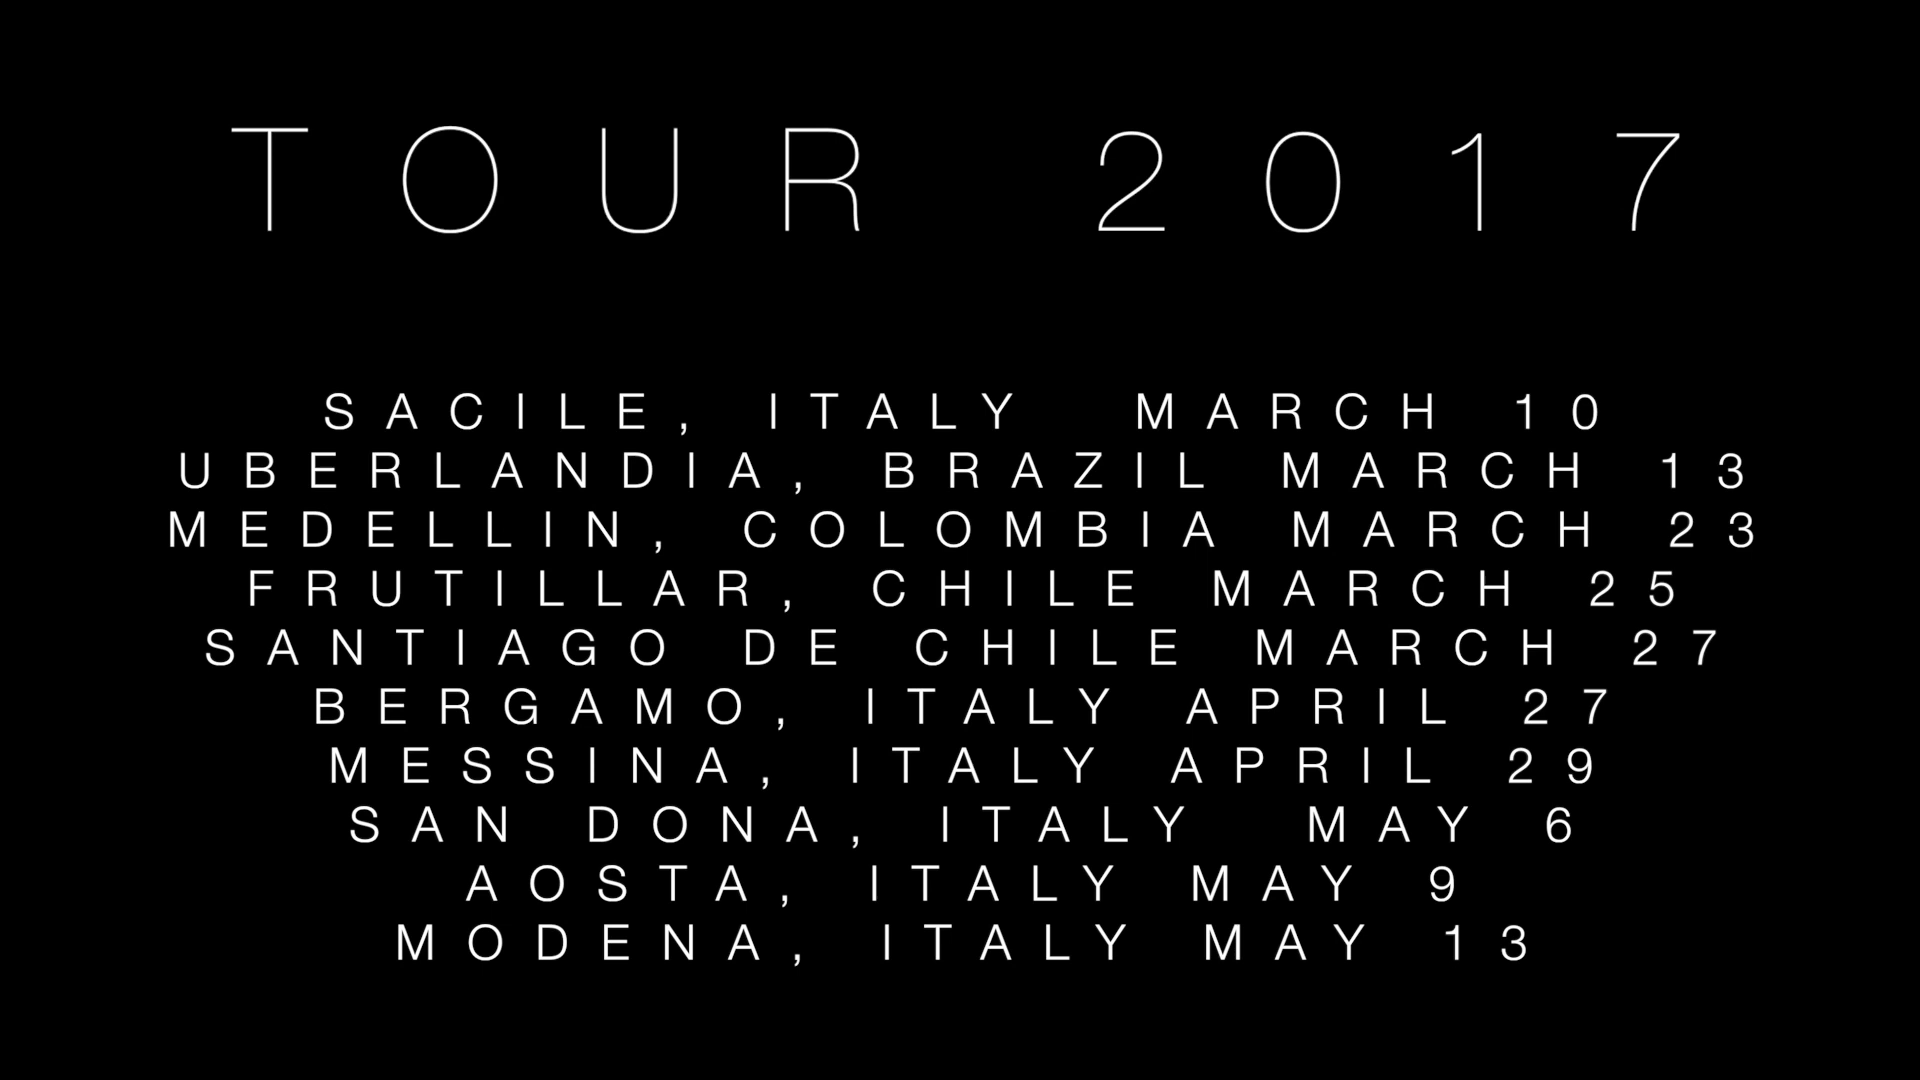 TOUR 2017
SACILE, ITALY MARCH 10
UBERLANDIA, BRAZIL MARCH 13
MEDELLIN, COLOMBIA MARCH 23
FRUTILLAR, CHILE MARCH 25
SANTIAGO DE CHILE MARCH 27
BERGAMO, ITALY APRIL 27
MESSINA, ITALY APRIL 29
SAN DONA, ITALY MAY 6
AOSTA, ITALY MAY 9
MODENA, ITALY MAY 13